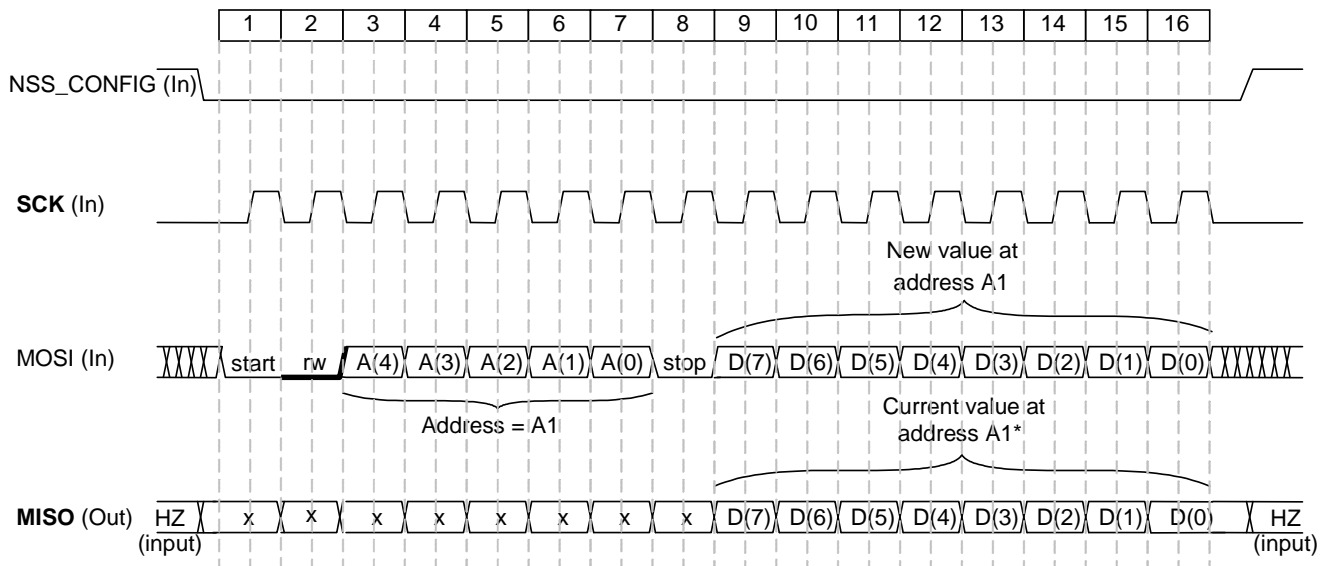 1 2 3 4 5 6 7 8 9 10 11 12 13 14 15 16
NSS_CONFIG (In)
SCK (In)
New value at
address A1
MOSI (In) start rw A(4) A(3) A(2) A(1) A(0) stop D(7) D(6) D(5) D(4) D(3) D(2) D(1) D(0)
Address = A1
Current value at
address A1*
MISO (Out) HZ x x x x x x x x D(7) D(6) D(5) D(4) D(3) D(2) D(1) D(0) HZ
(input) (input)